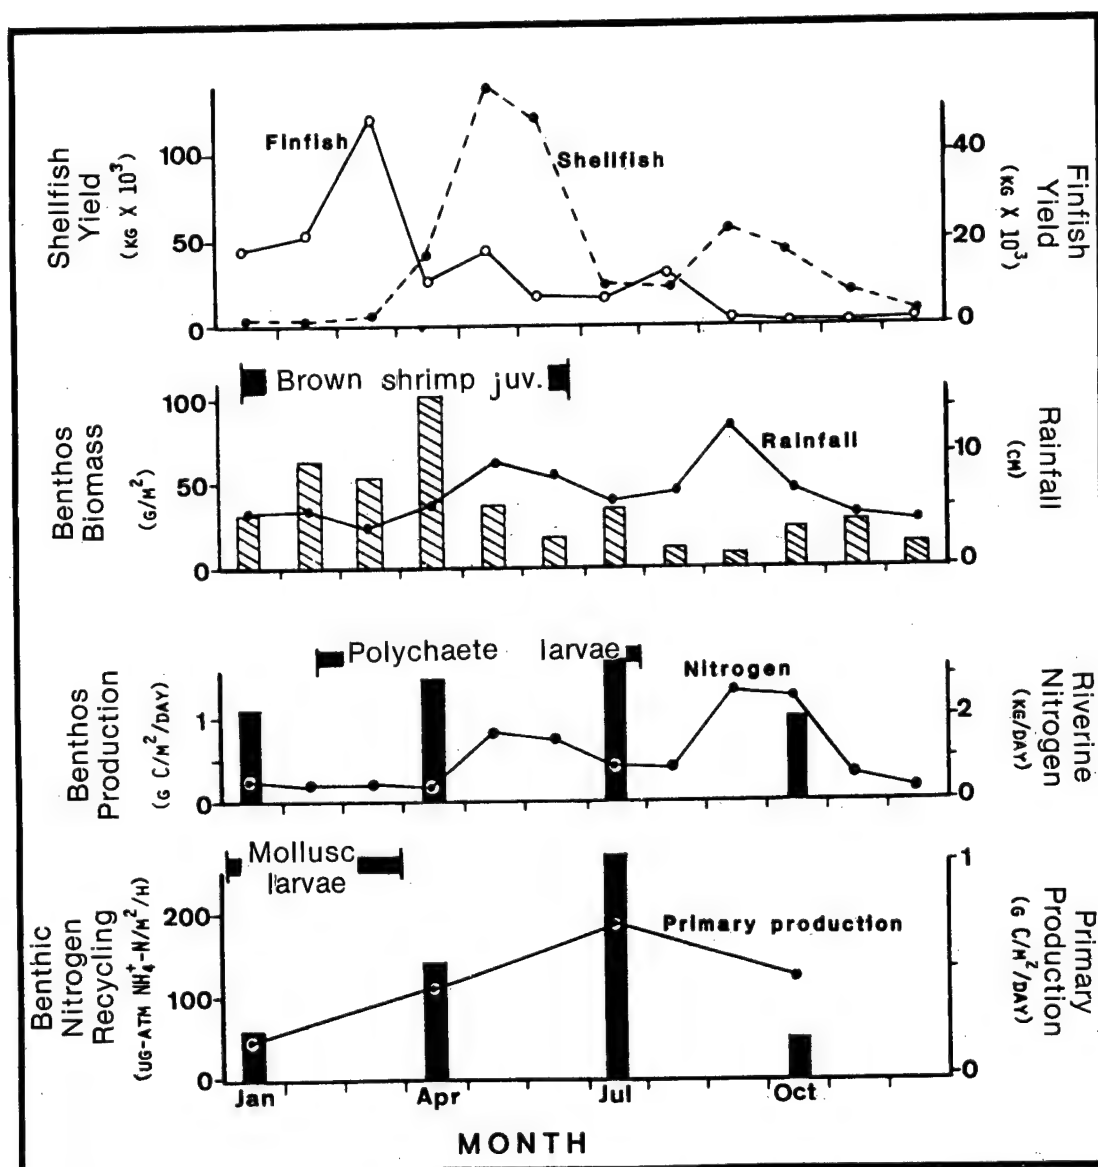 Shellfish
Yield
(KG X 10³)
100
50
0
Finfish
Shellfish
40
20
0
Finfish
Yield
(KG X 10³)
Benthos
Biomass
(G/M²)
100
50
0
Brown shrimp juv.
Rainfall
10
0
Rainfall
(CM)
Benthos
Production
(G C/M²/DAY)
1
0
Polychaete larvae
Nitrogen
2
0
Riverine
Nitrogen
(KG/DAY)
Benthic
Nitrogen
Recycling
(UG-ATM NH₄⁺-N/M²/H)
200
100
0
Mollusc
larvae
Primary production
1
0
Primary
Production
(G C/M²/DAY)
Jan Apr Jul Oct
MONTH